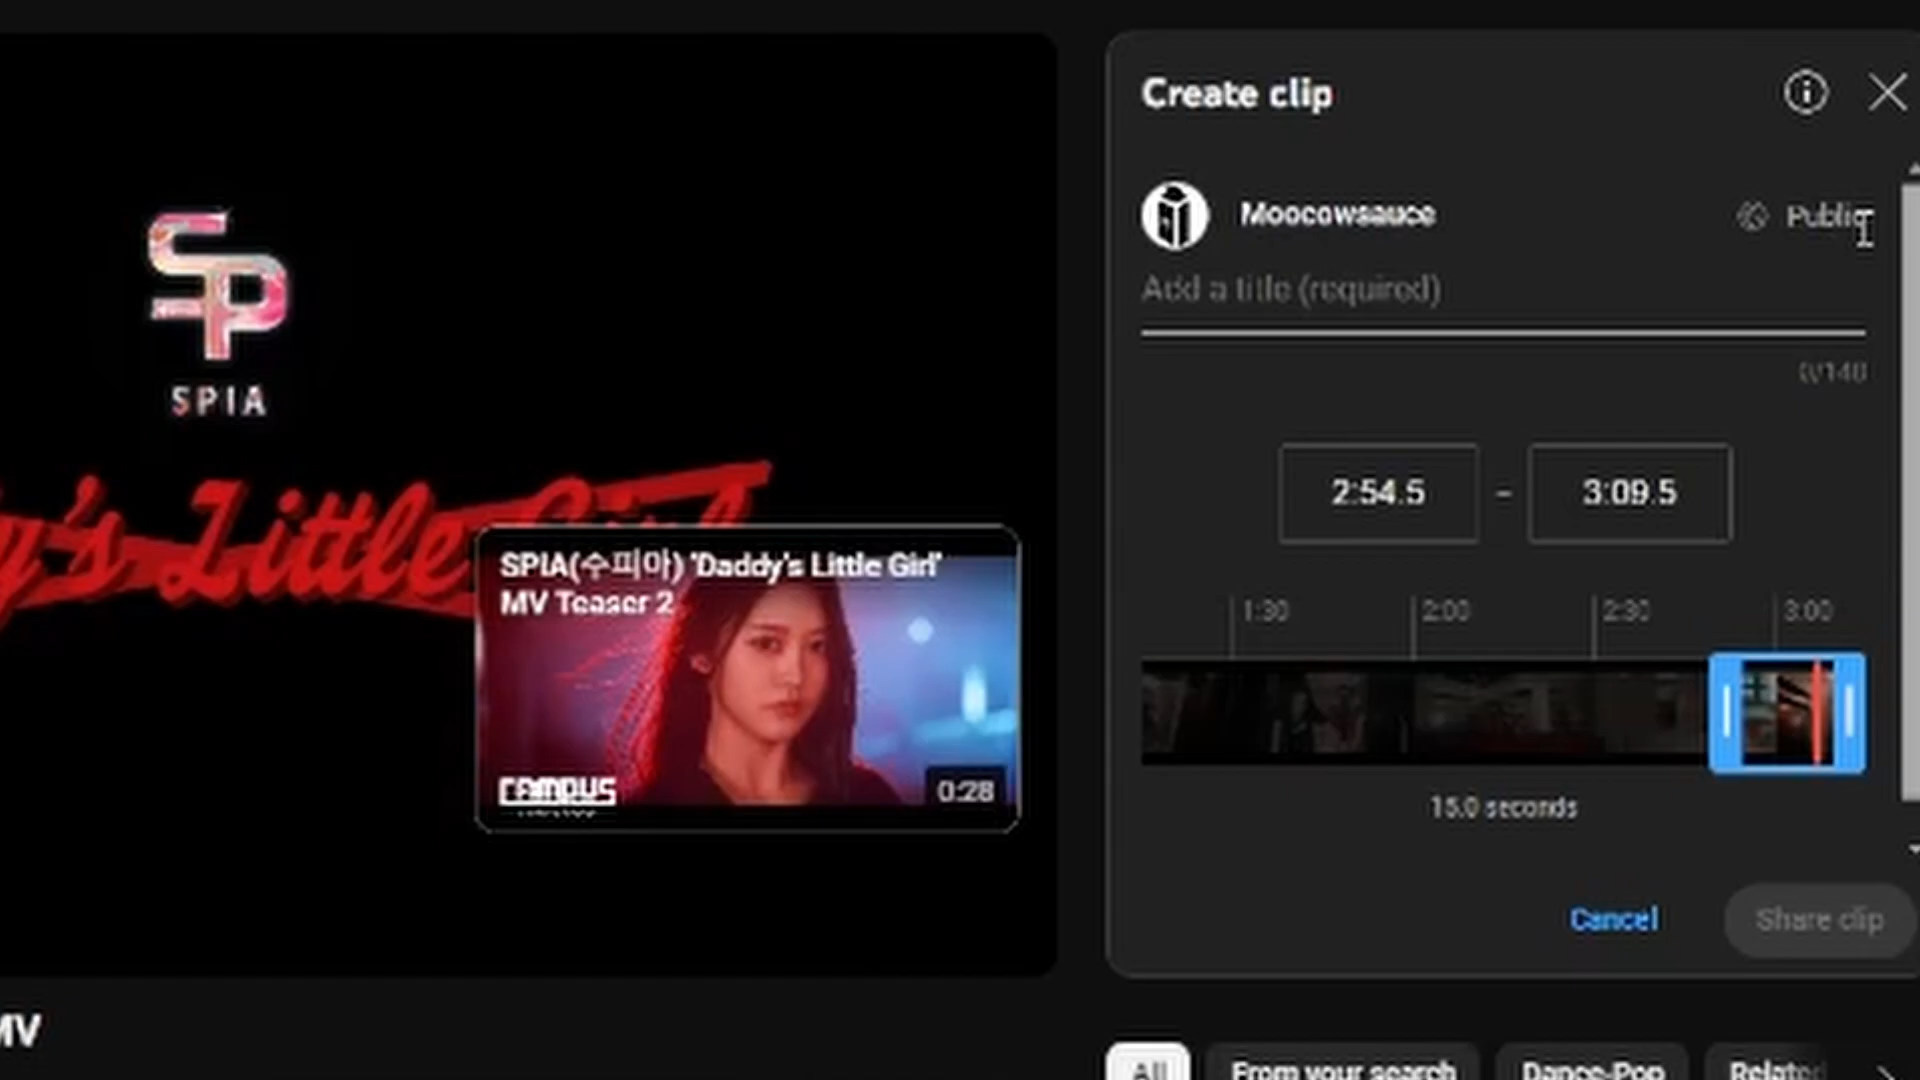 Create clip
Moocowsauce
Public
Add a title (required)
0/140
SP
SPIA
y's Little Girl
SPIA(수피아) 'Daddy's Little Girl'
MV Teaser 2
CAMPUS
0:28
2:54.5 - 3:09.5
1:30 2:00 2:30 3:00
15.0 seconds
Cancel Share clip
MV
All From your search Dance-Pop Related